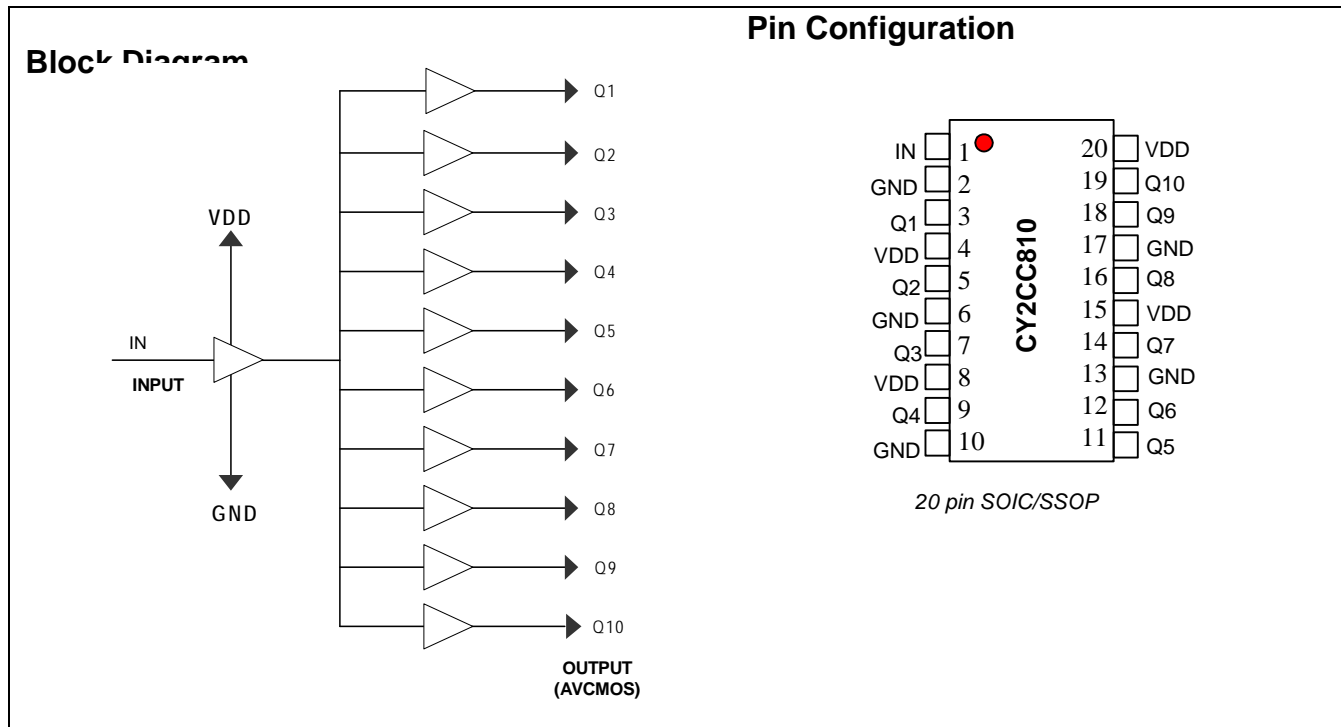 Pin Configuration
Block Diagram
Q1
Q2
Q3
VDD
Q4
Q5
IN
INPUT
Q6
Q7
GND
Q8
Q9
Q10
OUTPUT
(AVCMOS)
IN 1 20 VDD
GND 2 19 Q10
Q1 3 18 Q9
VDD 4 17 GND
Q2 5 16 Q8
GND 6 15 VDD
Q3 7 14 Q7
VDD 8 13 GND
Q4 9 12 Q6
GND 10 11 Q5
CY2CC810
20 pin SOIC/SSOP